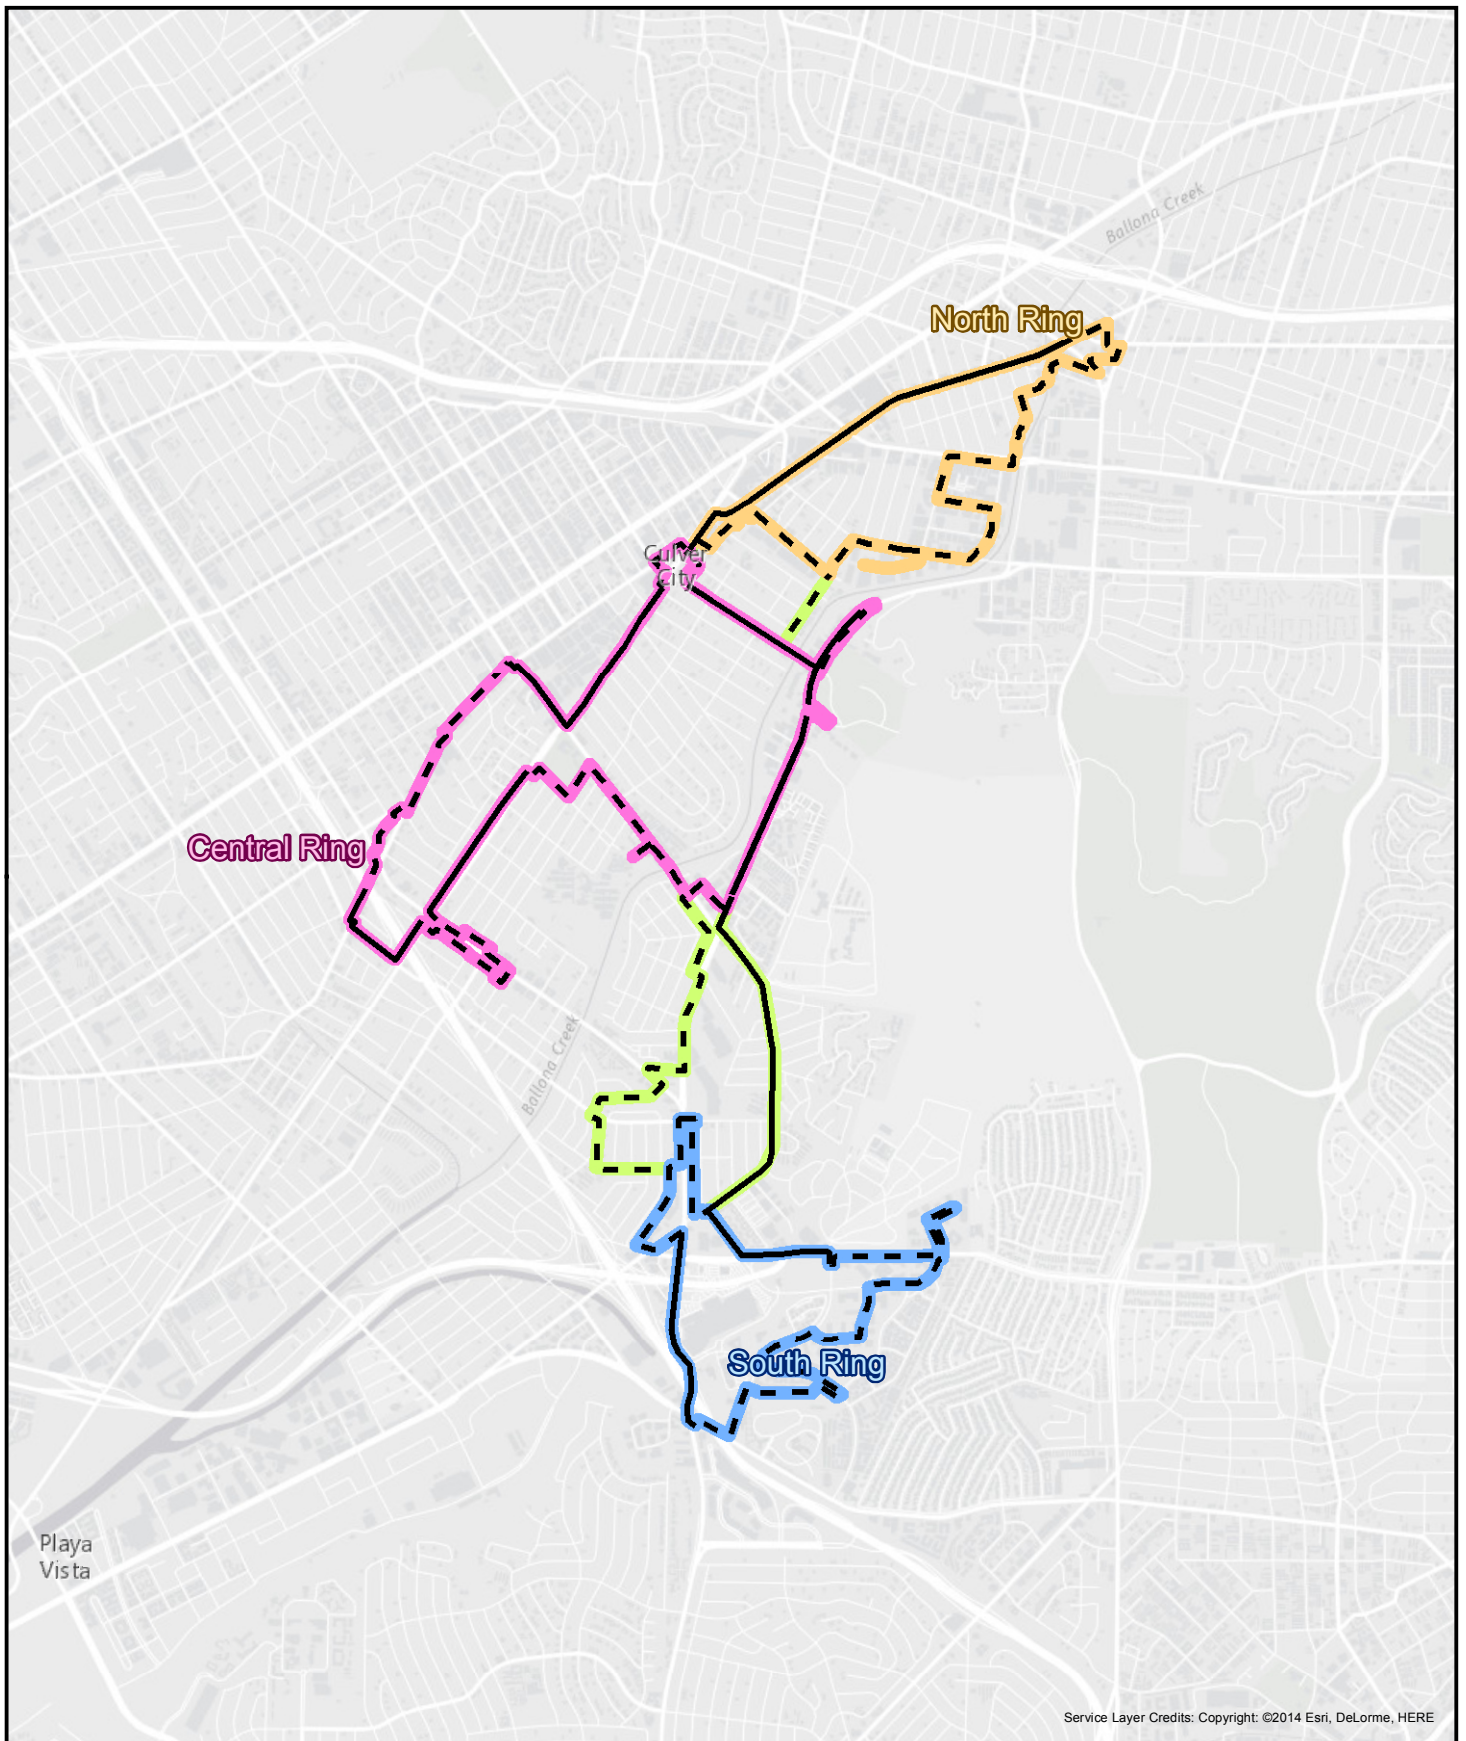 Ballona Creek
North Ring
Culver
City
Central Ring
Ballona Creek
South Ring
Playa
Vista
Service Layer Credits: Copyright: ©2014 Esri, DeLorme, HERE